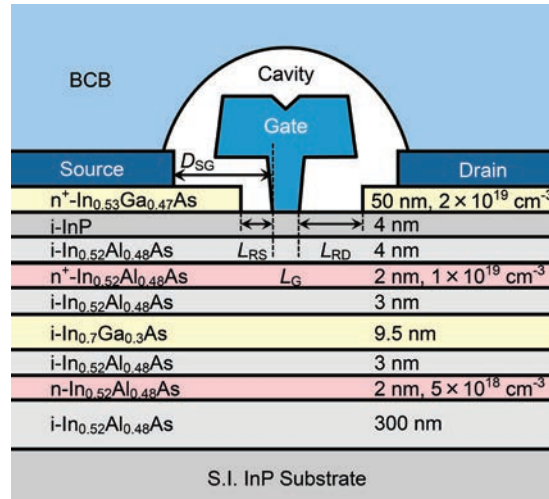 BCB
Cavity
Gate
D_SG
Source
Drain
n⁺-In₀.₅₃Ga₀.₄₇As 50 nm, 2×10¹⁹ cm⁻³
i-InP 4 nm
i-In₀.₅₂Al₀.₄₈As L_RS L_RD 4 nm
n⁺-In₀.₅₂Al₀.₄₈As L_G 2 nm, 1×10¹⁹ cm⁻³
i-In₀.₅₂Al₀.₄₈As 3 nm
i-In₀.₇Ga₀.₃As 9.5 nm
i-In₀.₅₂Al₀.₄₈As 3 nm
n-In₀.₅₂Al₀.₄₈As 2 nm, 5×10¹⁸ cm⁻³
i-In₀.₅₂Al₀.₄₈As 300 nm
S.I. InP Substrate